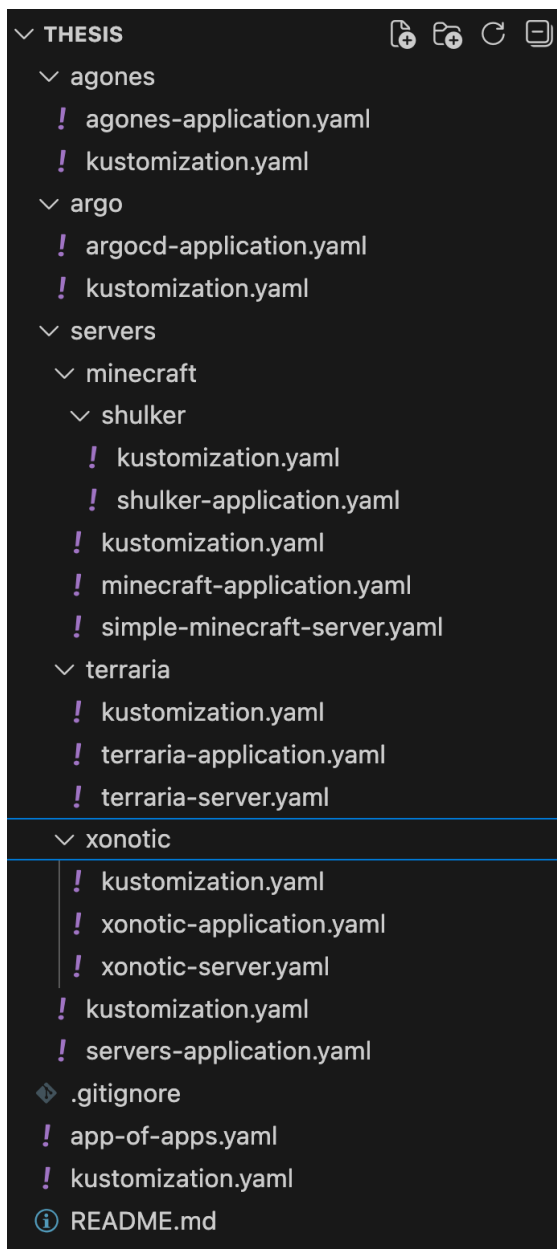 THESIS
agones
! agones-application.yaml
! kustomization.yaml
argo
! argocd-application.yaml
! kustomization.yaml
servers
minecraft
shulker
! kustomization.yaml
! shulker-application.yaml
! kustomization.yaml
! minecraft-application.yaml
! simple-minecraft-server.yaml
terraria
! kustomization.yaml
! terraria-application.yaml
! terraria-server.yaml
xonotic
! kustomization.yaml
! xonotic-application.yaml
! xonotic-server.yaml
! kustomization.yaml
! servers-application.yaml
.gitignore
! app-of-apps.yaml
! kustomization.yaml
README.md